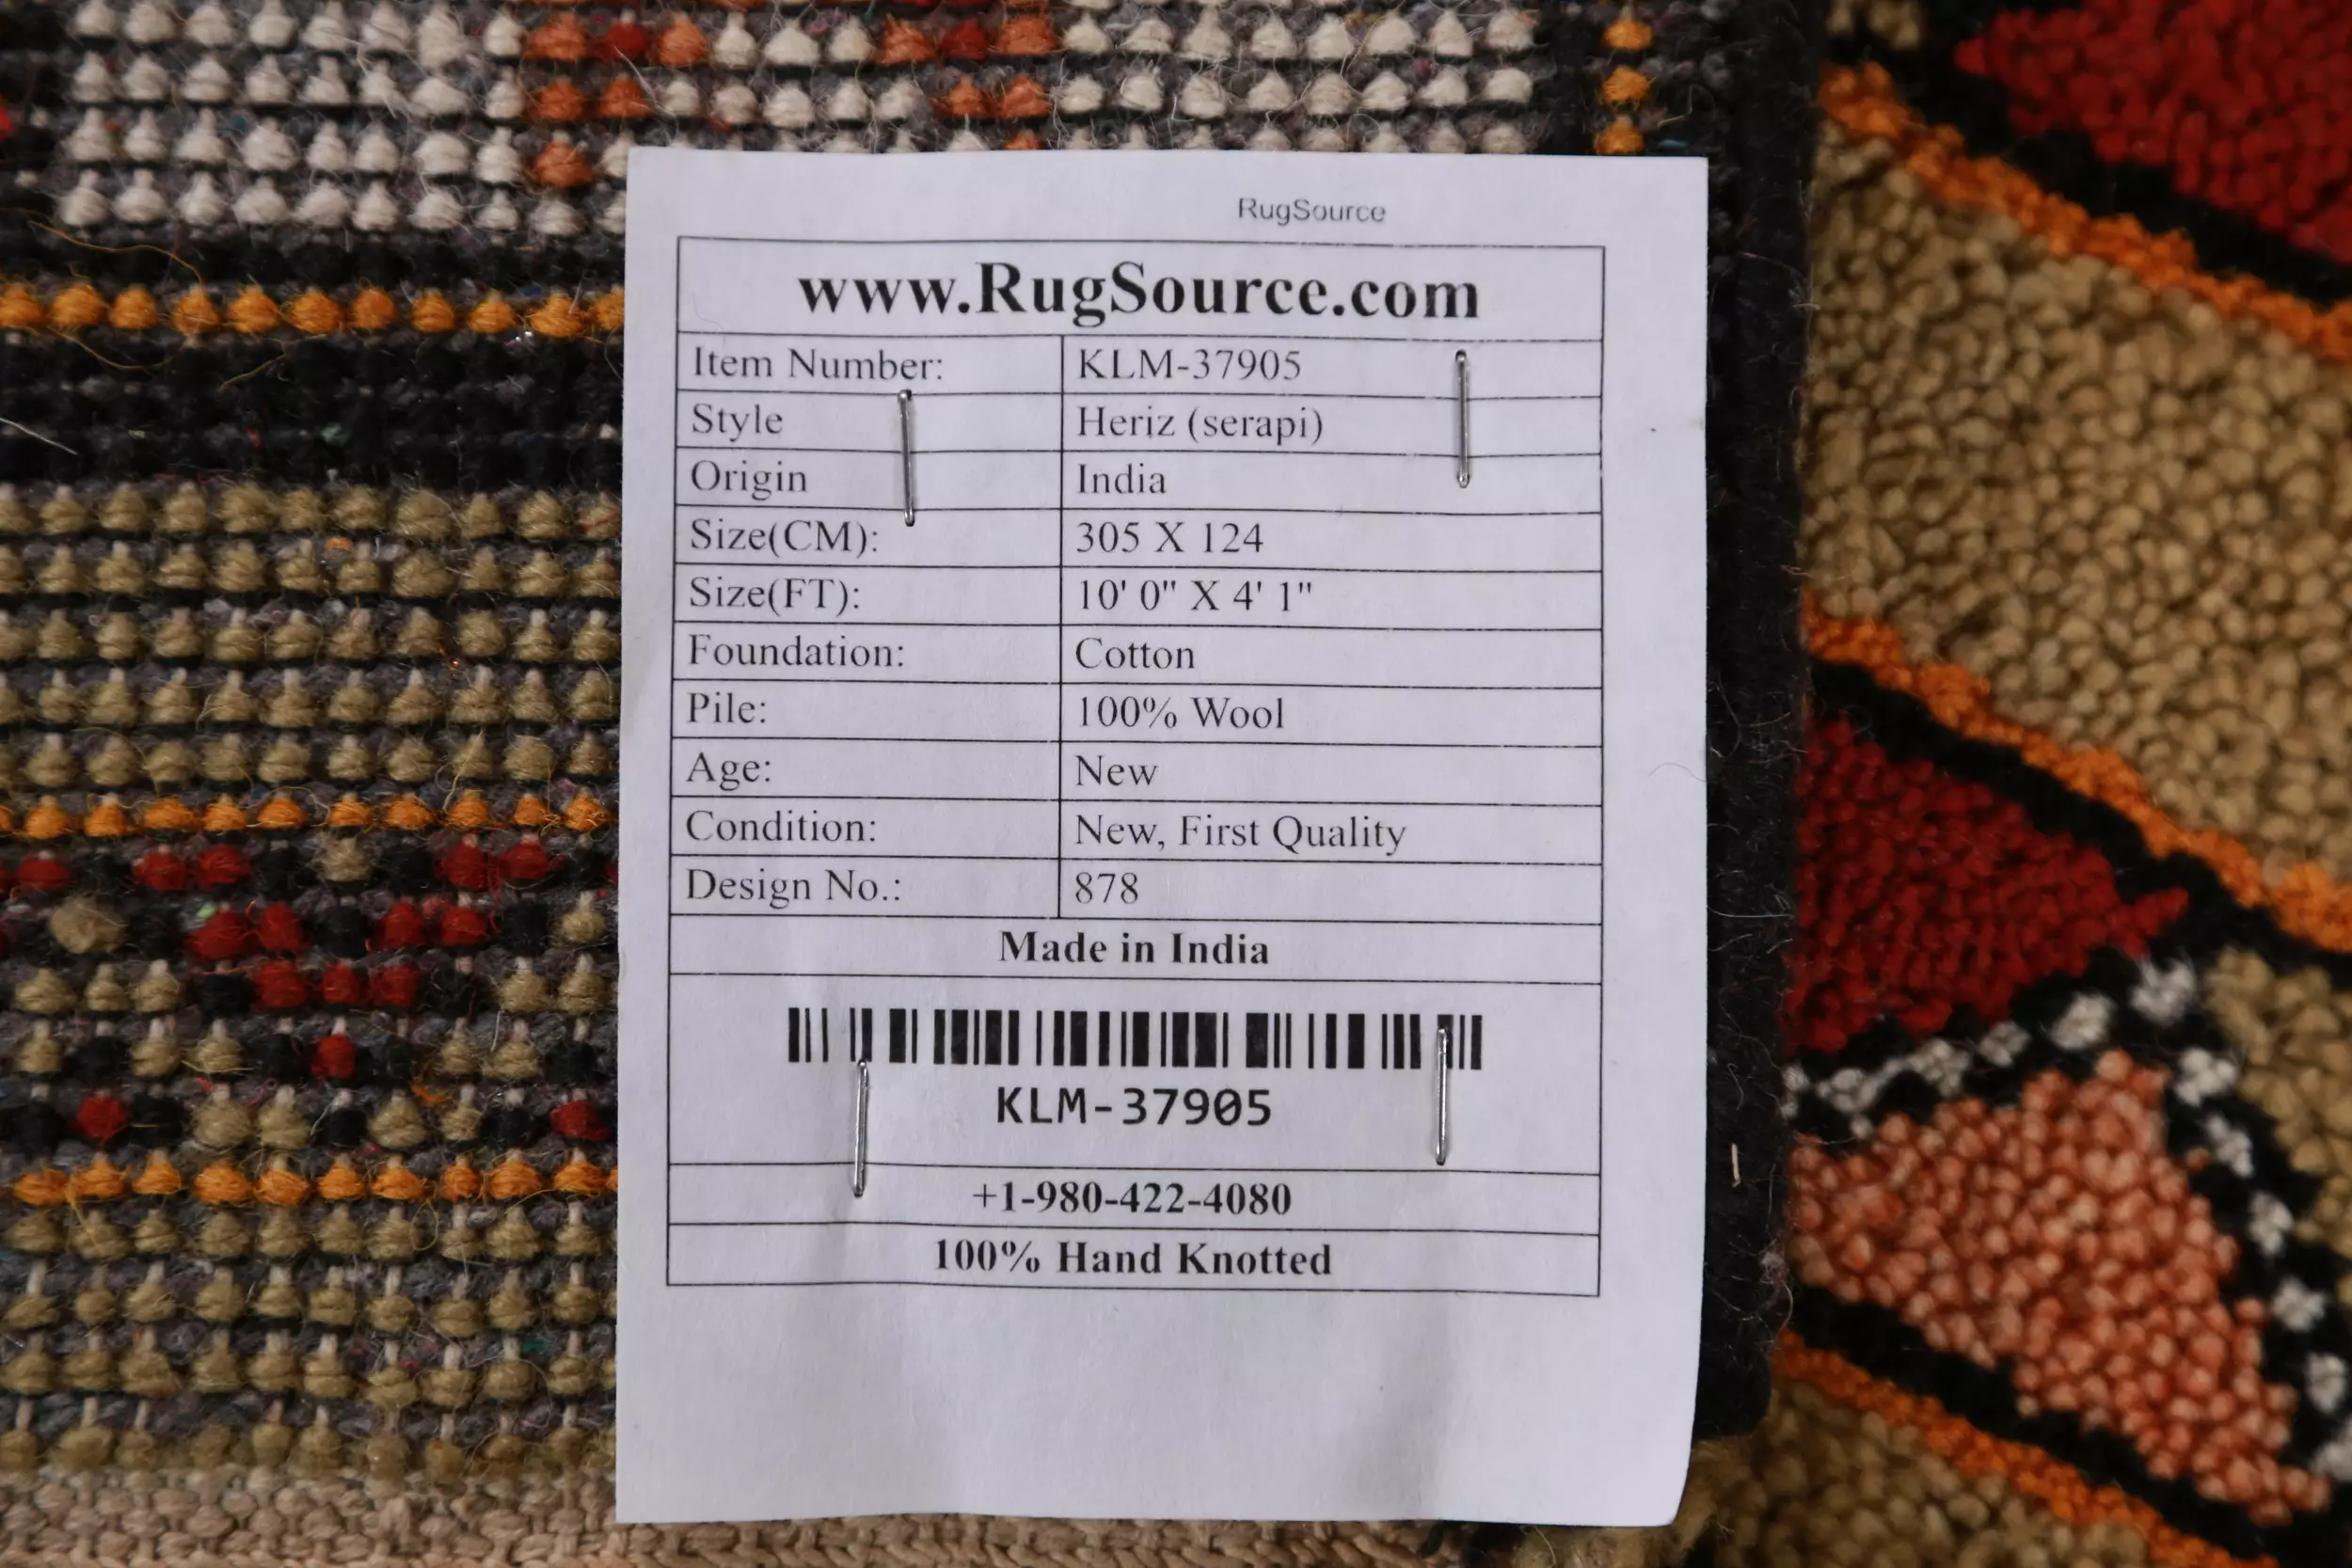 RugSource
www.RugSource.com
Item Number: KLM-37905
Style Heriz (serapi)
Origin India
Size(CM): 305 X 124
Size(FT): 10' 0" X 4' 1"
Foundation: Cotton
Pile: 100% Wool
Age: New
Condition: New, First Quality
Design No.: 878
Made in India
KLM-37905
+1-980-422-4080
100% Hand Knotted